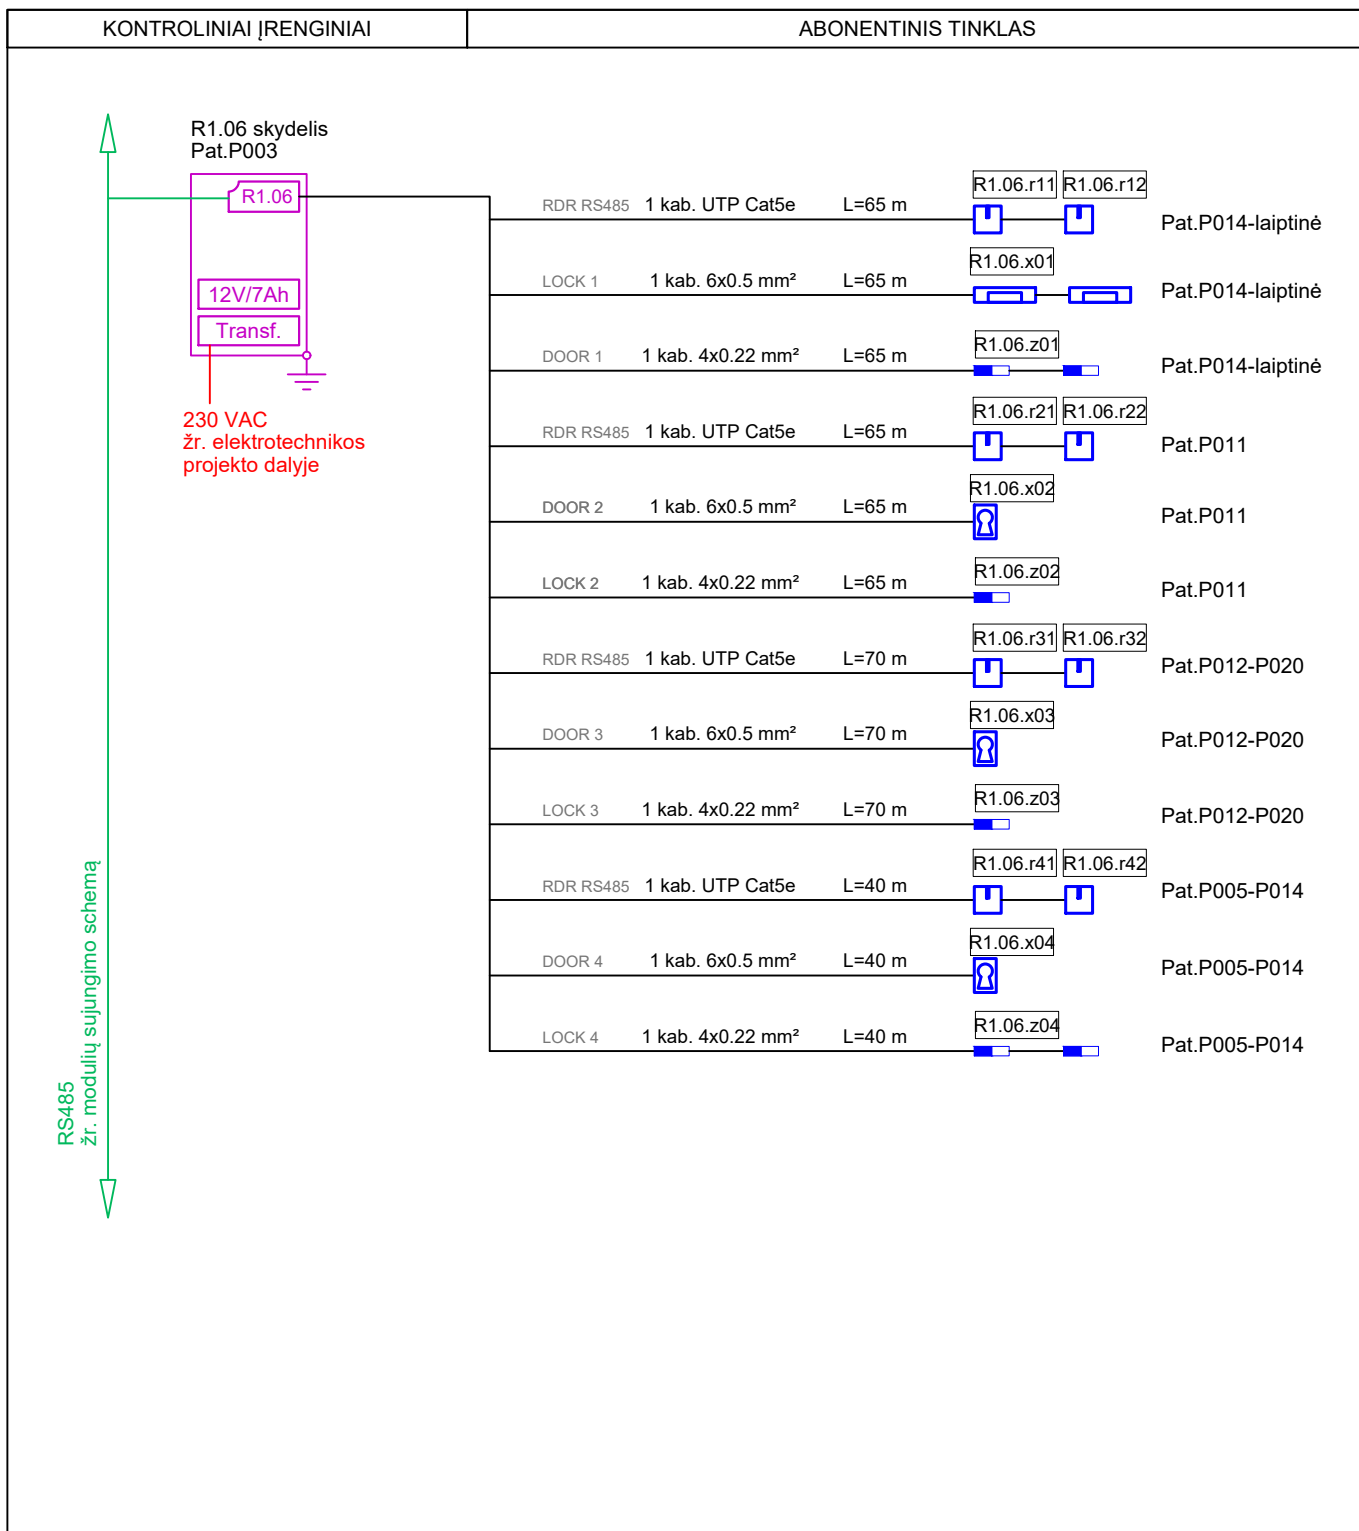 KONTROLINIAI ĮRENGINIAI
ABONENTINIS TINKLAS
R1.06 skydelis
Pat.P003
R1.06
12V/7Ah
Transf.
230 VAC
žr. elektrotechnikos
projekto dalyje
RS485
žr. modulių sujungimo schemą
RDR RS485 1 kab. UTP Cat5e L=65 m R1.06.r11 R1.06.r12 Pat.P014-laiptinė
LOCK 1 1 kab. 6x0.5 mm² L=65 m R1.06.x01 Pat.P014-laiptinė
DOOR 1 1 kab. 4x0.22 mm² L=65 m R1.06.z01 Pat.P014-laiptinė
RDR RS485 1 kab. UTP Cat5e L=65 m R1.06.r21 R1.06.r22 Pat.P011
DOOR 2 1 kab. 6x0.5 mm² L=65 m R1.06.x02 Pat.P011
LOCK 2 1 kab. 4x0.22 mm² L=65 m R1.06.z02 Pat.P011
RDR RS485 1 kab. UTP Cat5e L=70 m R1.06.r31 R1.06.r32 Pat.P012-P020
DOOR 3 1 kab. 6x0.5 mm² L=70 m R1.06.x03 Pat.P012-P020
LOCK 3 1 kab. 4x0.22 mm² L=70 m R1.06.z03 Pat.P012-P020
RDR RS485 1 kab. UTP Cat5e L=40 m R1.06.r41 R1.06.r42 Pat.P005-P014
DOOR 4 1 kab. 6x0.5 mm² L=40 m R1.06.x04 Pat.P005-P014
LOCK 4 1 kab. 4x0.22 mm² L=40 m R1.06.z04 Pat.P005-P014